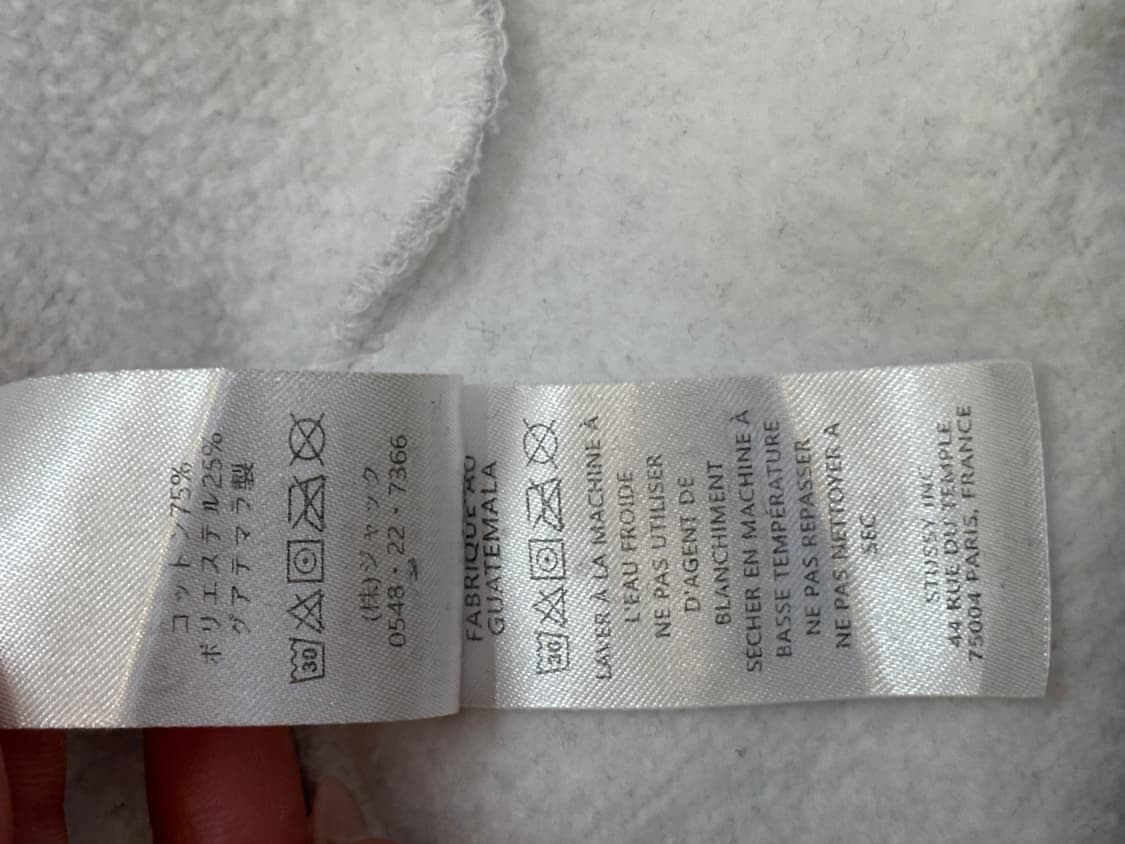 コットン75%
ポリエステル25%
グアテマラ製
30
(株)ジャック
0548・22・7366
FABRIQUÉ AU
GUATEMALA
30
LAVER À LA MACHINE À
L'EAU FROIDE
NE PAS UTILISER
D'AGENT DE
BLANCHIMENT
SECHER EN MACHINE À
BASSE TEMPÉRATURE
NE PAS REPASSER
NE PAS NETTOYER A
SEC
STUSSY INC.
44 RUE DU TEMPLE
75004 PARIS, FRANCE